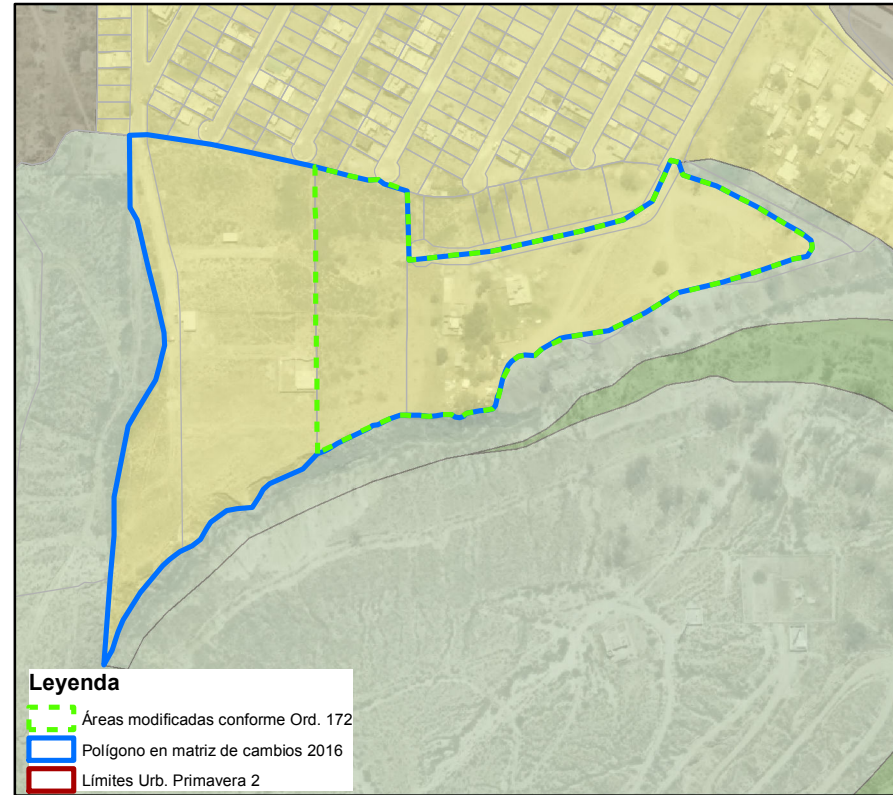 Leyenda
Áreas modificadas conforme Ord. 172
Polígono en matriz de cambios 2016
Límites Urb. Primavera 2